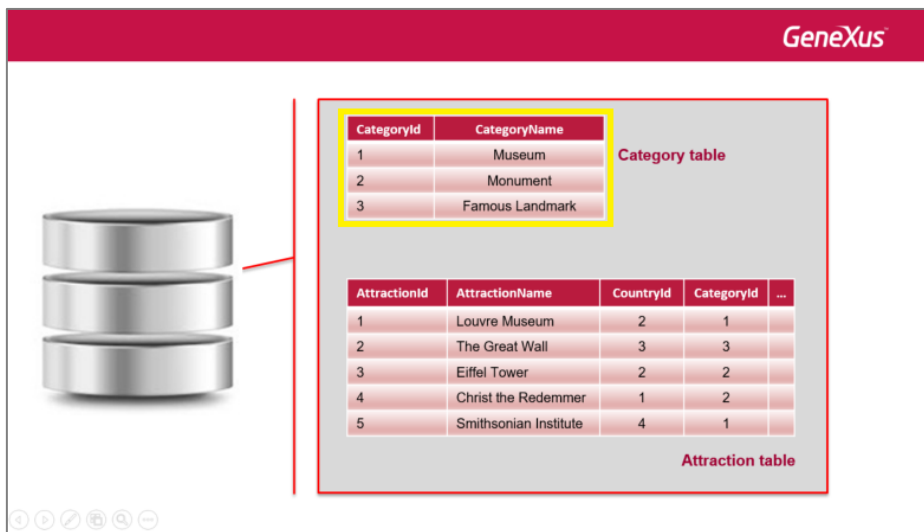 GeneXus
CategoryId CategoryName
1 Museum
2 Monument
3 Famous Landmark
Category table
AttractionId AttractionName CountryId CategoryId ...
1 Louvre Museum 2 1
2 The Great Wall 3 3
3 Eiffel Tower 2 2
4 Christ the Redemmer 1 2
5 Smithsonian Institute 4 1
Attraction table